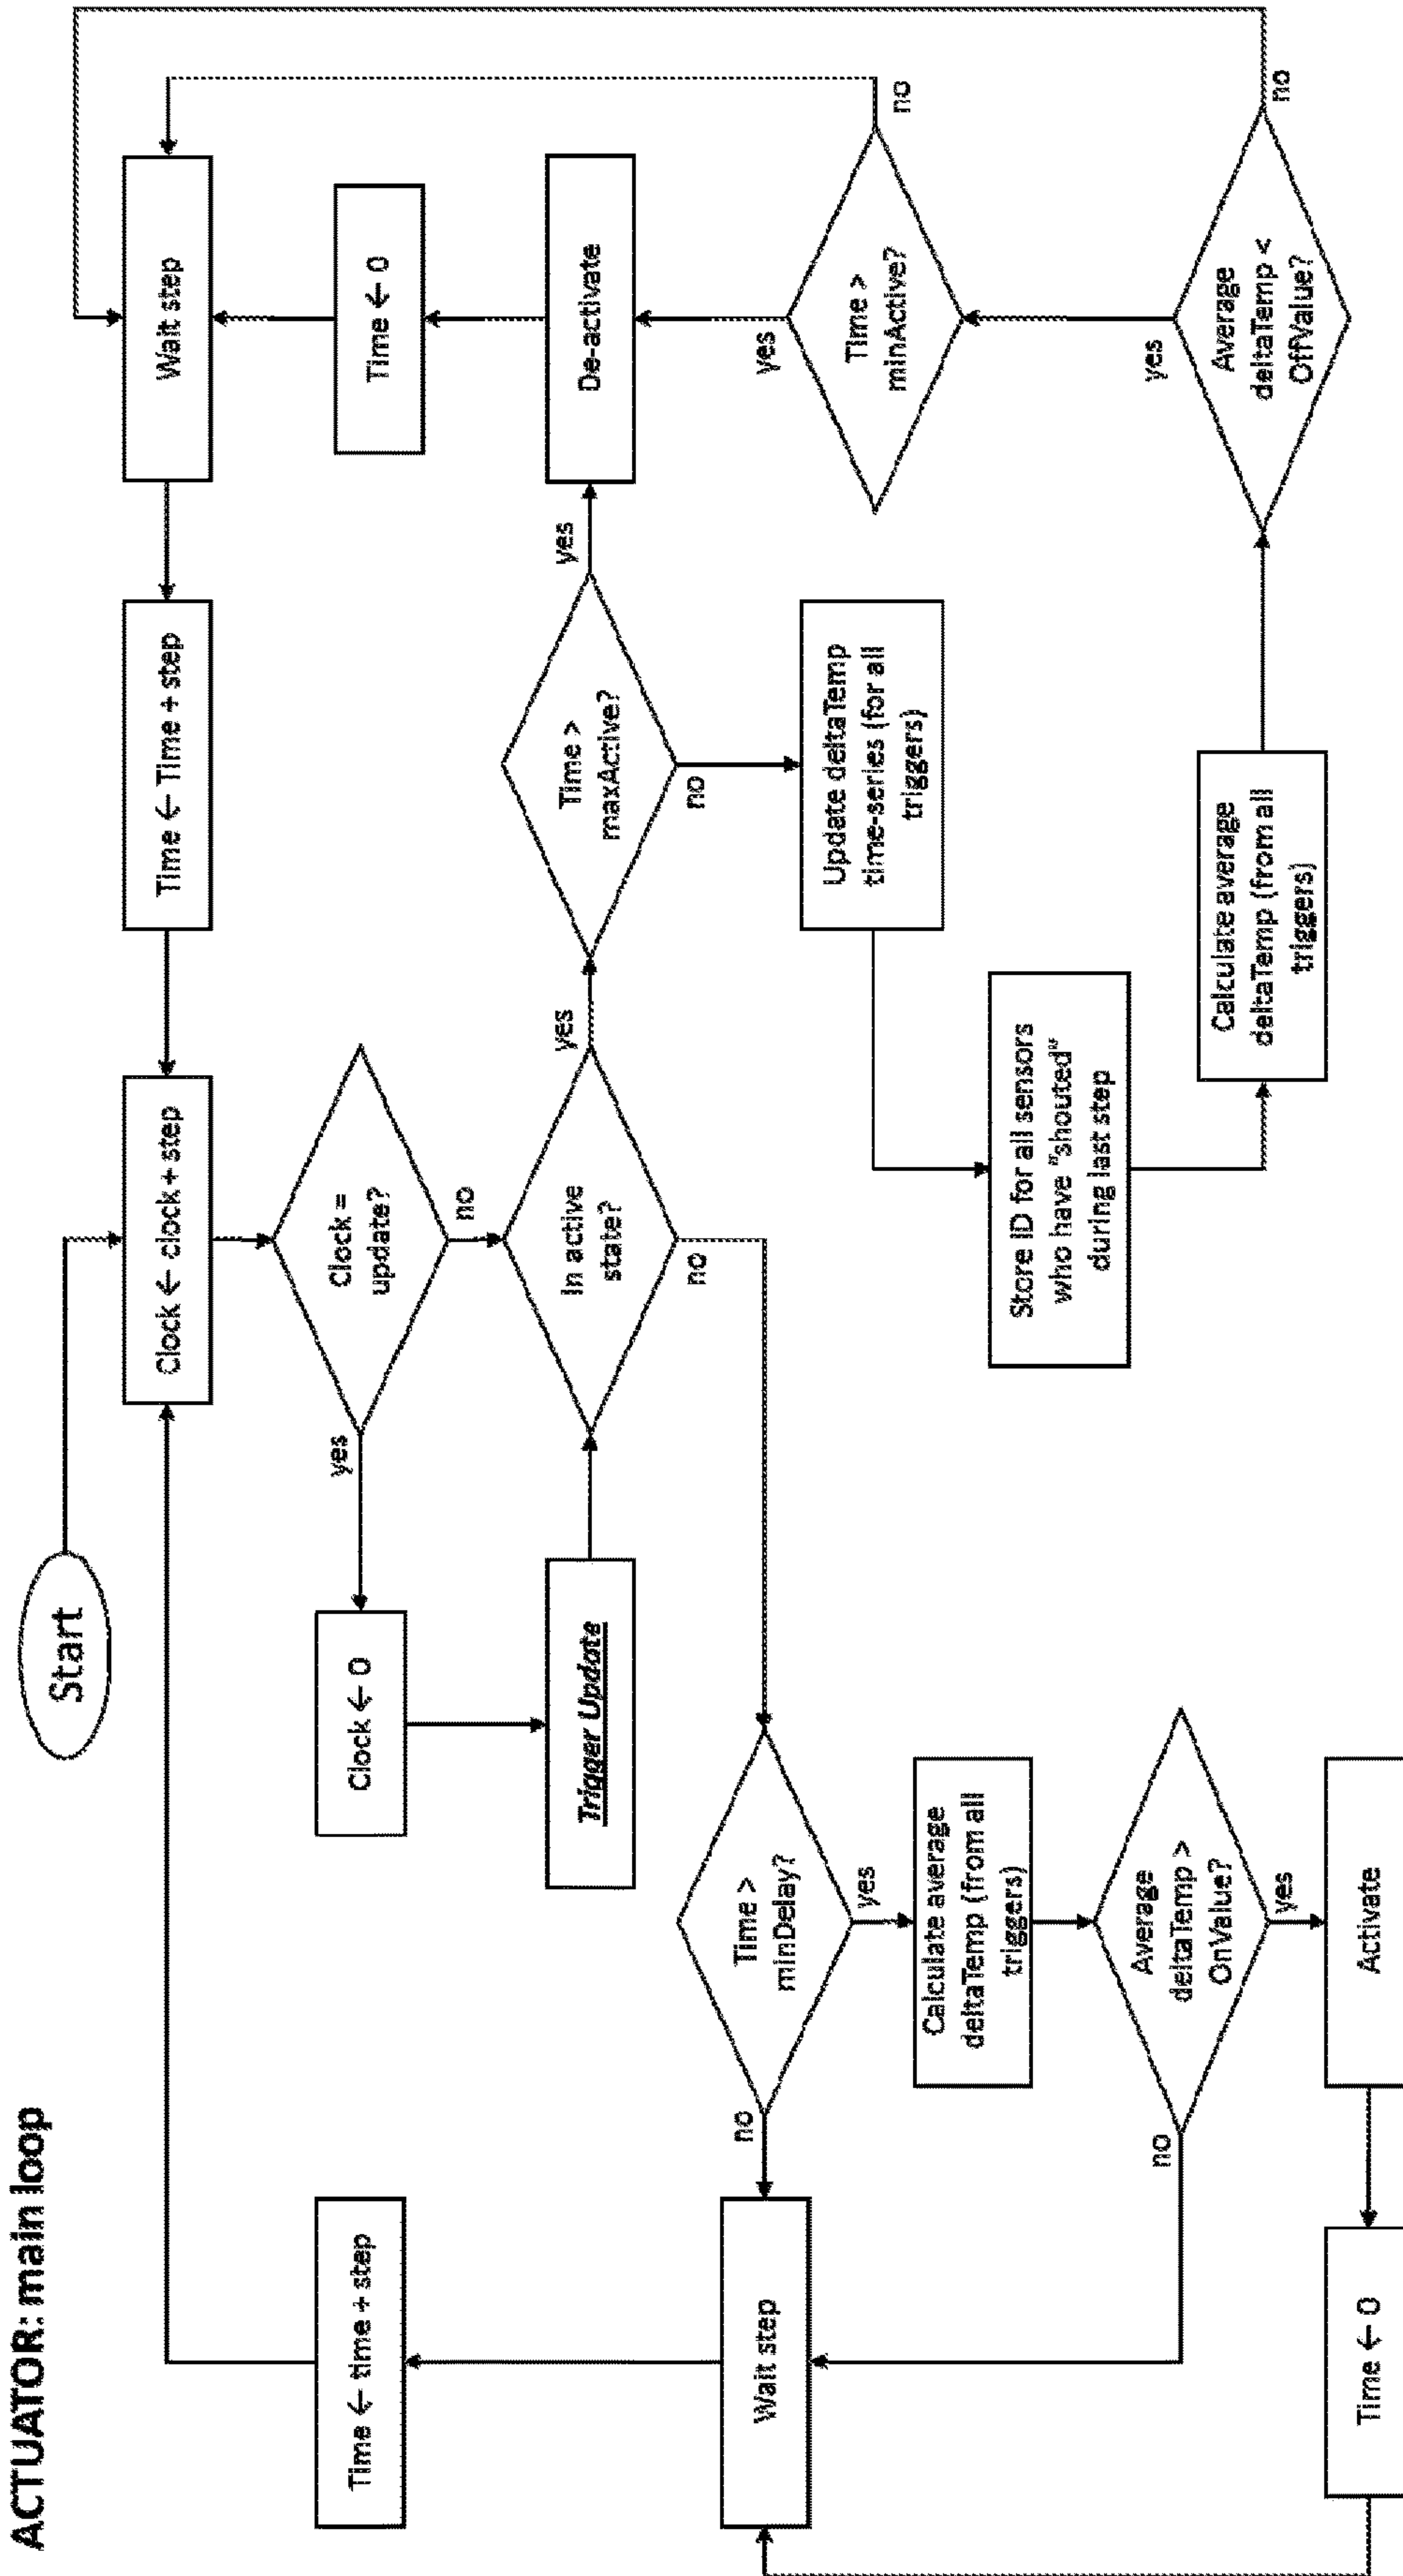 ACTUATOR: main loop
Start
Time ← time + step
Clock ← clock + step
Time ← Time + step
Wait step
Clock ← 0
yes
Clock =
update?
no
Time ← 0
Trigger Update
In active
state?
yes
no
Time >
maxActive?
yes
no
De-activate
Wait step
no
Time >
minDelay?
yes
Update deltaTemp
time-series (for all
triggers)
yes
Time >
minActive?
no
Calculate average
deltaTemp (from all
triggers)
Store ID for all sensors
who have "shouted"
during last step
no
Average
deltaTemp >
OnValue?
yes
Calculate average
deltaTemp (from all
triggers)
yes
Average
deltaTemp <
OffValue?
no
Time ← 0
Activate